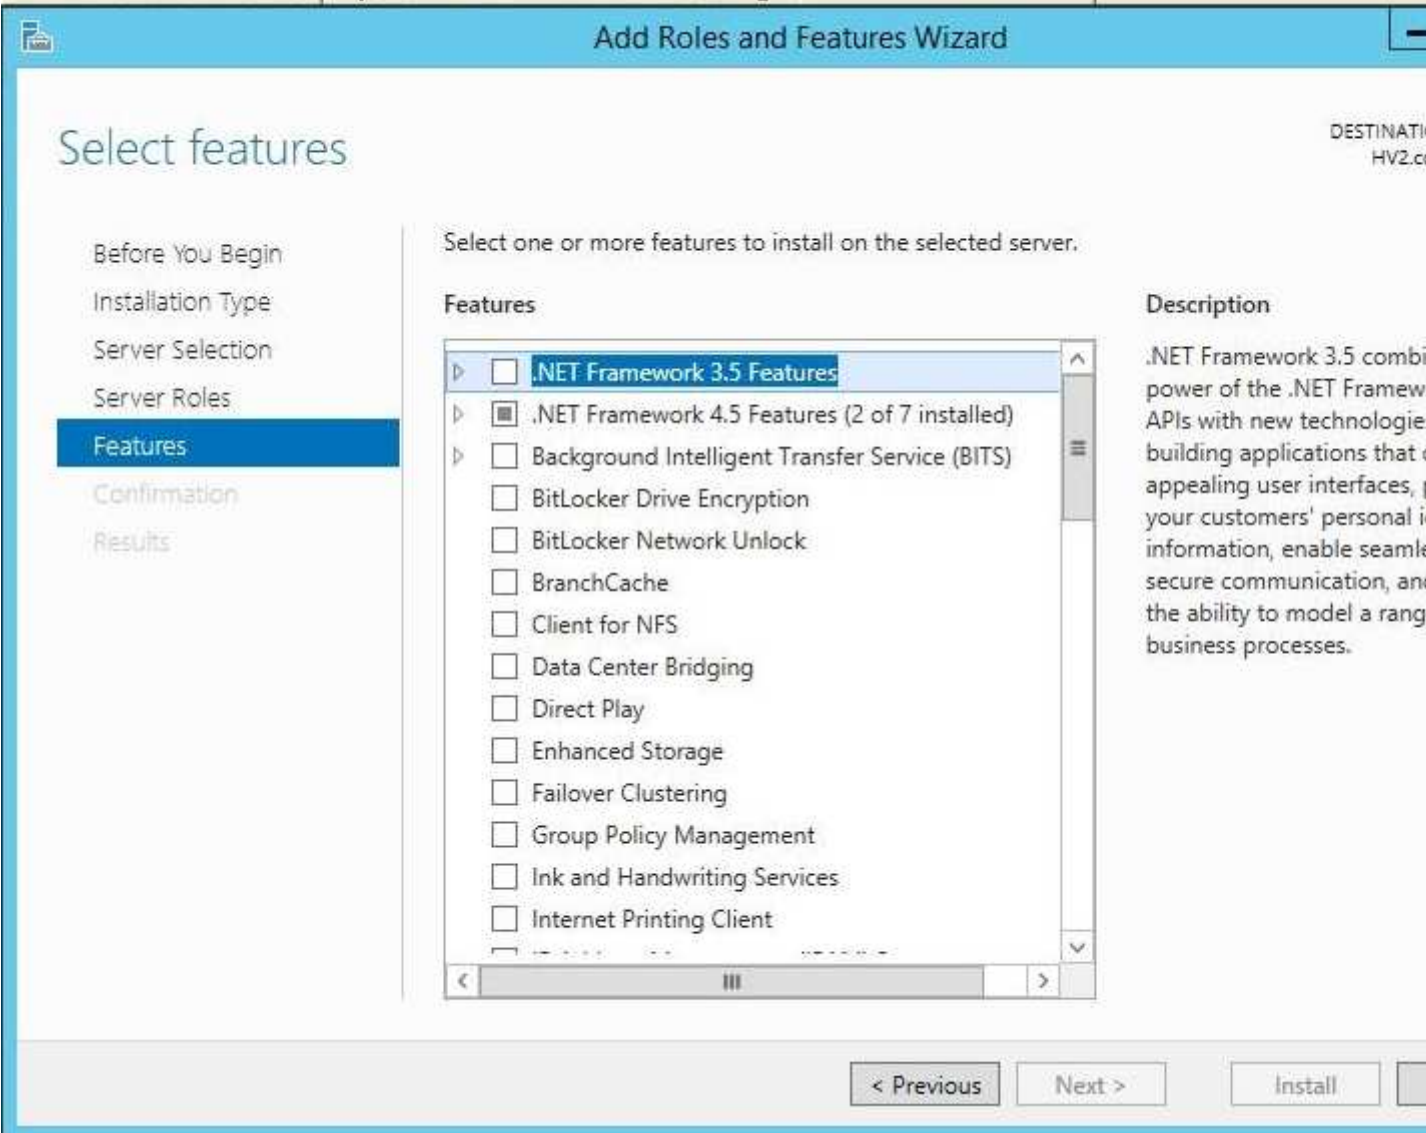 Add Roles and Features Wizard
Select features
DESTINATI
HV2.c
Before You Begin
Installation Type
Server Selection
Server Roles
Features
Confirmation
Results
Select one or more features to install on the selected server.
Features
.NET Framework 3.5 Features
.NET Framework 4.5 Features (2 of 7 installed)
Background Intelligent Transfer Service (BITS)
BitLocker Drive Encryption
BitLocker Network Unlock
BranchCache
Client for NFS
Data Center Bridging
Direct Play
Enhanced Storage
Failover Clustering
Group Policy Management
Ink and Handwriting Services
Internet Printing Client
Description
.NET Framework 3.5 combi
power of the .NET Framew
APIs with new technologie
building applications that
appealing user interfaces,
your customers' personal i
information, enable seamle
secure communication, an
the ability to model a rang
business processes.
< Previous
Next >
Install